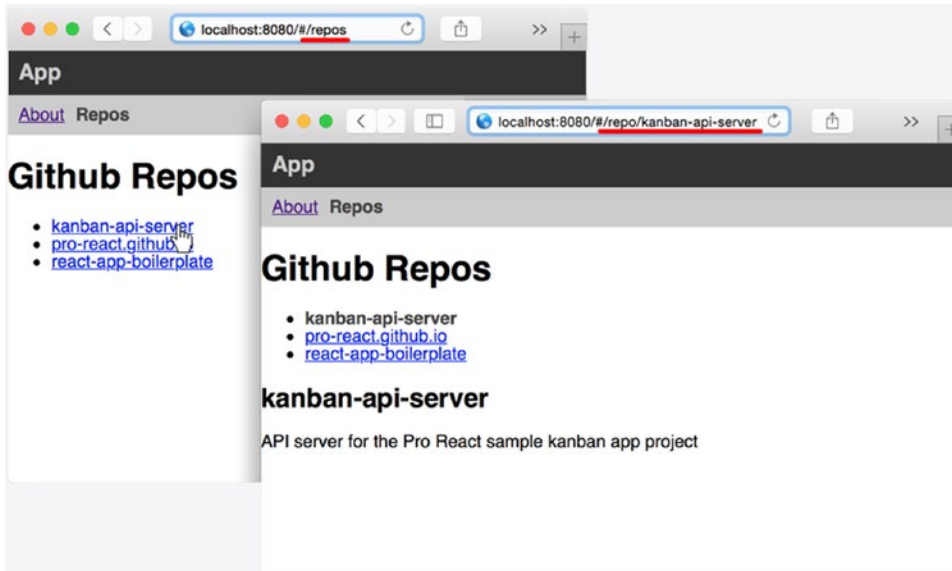 localhost:8080/#/repos
App
About Repos
Github Repos
kanban-api-server
pro-react.github
react-app-boilerplate
localhost:8080/#/repo/kanban-api-server
App
About Repos
Github Repos
kanban-api-server
pro-react.github.io
react-app-boilerplate
kanban-api-server
API server for the Pro React sample kanban app project